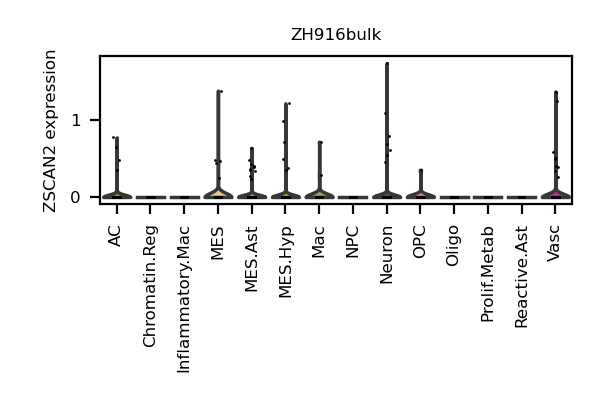 ZH916bulk
ZSCAN2 expression
1
0
AC
Chromatin.Reg
Inflammatory.Mac
MES
MES.Ast
MES.Hyp
Mac
NPC
Neuron
OPC
Oligo
Prolif.Metab
Reactive.Ast
Vasc